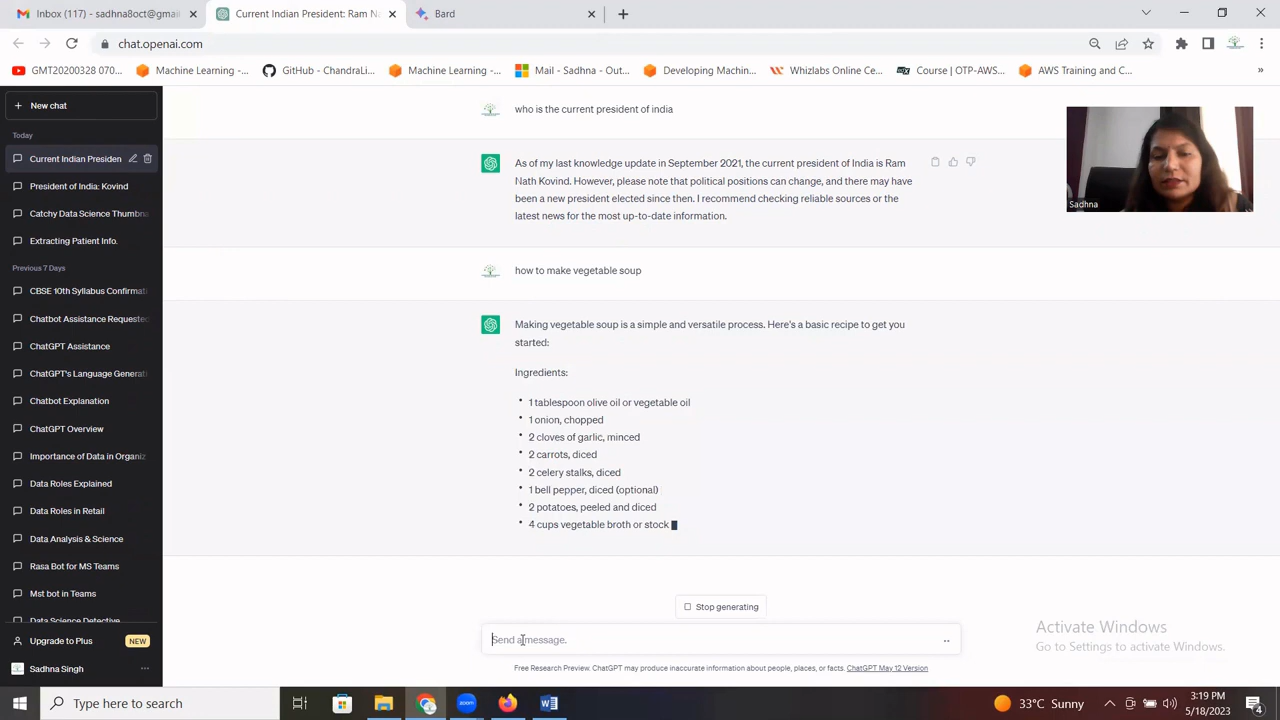 Inbox (117) - sadhna8oct@gmai
Current Indian President: Ram Na
Bard
chat.openai.com
GMT20200328 070...
Machine Learning -...
GitHub - ChandraLi...
Machine Learning -...
Mail - Sadhna - Out...
Developing Machin...
Whizlabs Online Ce...
Course | OTP-AWS...
AWS Training and C...
»
+ New chat
Today
Current Indian Presiden
President of India: Kovind
Catchy Data Science Thumbna
Extracting Patient Info.
Previous 7 Days
CBSE 10th Syllabus Confirmati
Chatbot Assistance Requested
ChatGPT Assistance
ChatGPT's Language Generati
Chatbot Explanation
ChatGPT Overview
Importance of Data in Organiz
Data Roles Explained
Data Roles in Retail
Data Analysis & Science
Rasa Bot for MS Teams
Mst bot in Teams
Data Science Detective
Upgrade to Plus NEW
Sadhna Singh ...
who is the current president of india
As of my last knowledge update in September 2021, the current president of India is Ram
Nath Kovind. However, please note that political positions can change, and there may have
been a new president elected since then. I recommend checking reliable sources or the
latest news for the most up-to-date information.
Sadhna
how to make vegetable soup
Making vegetable soup is a simple and versatile process. Here's a basic recipe to get you
started:
Ingredients:
• 1 tablespoon olive oil or vegetable oil
• 1 onion, chopped
• 2 cloves of garlic, minced
• 2 carrots, diced
• 2 celery stalks, diced
• 1 bell pepper, diced (optional)
• 2 potatoes, peeled and diced
• 4 cups vegetable broth or stock
Stop generating
Send a message.
Free Research Preview. ChatGPT may produce inaccurate information about people, places, or facts. ChatGPT May 12 Version
Activate Windows
Go to Settings to activate Windows.
Type here to search
zoom
33°C Sunny
3:19 PM
5/18/2023
4